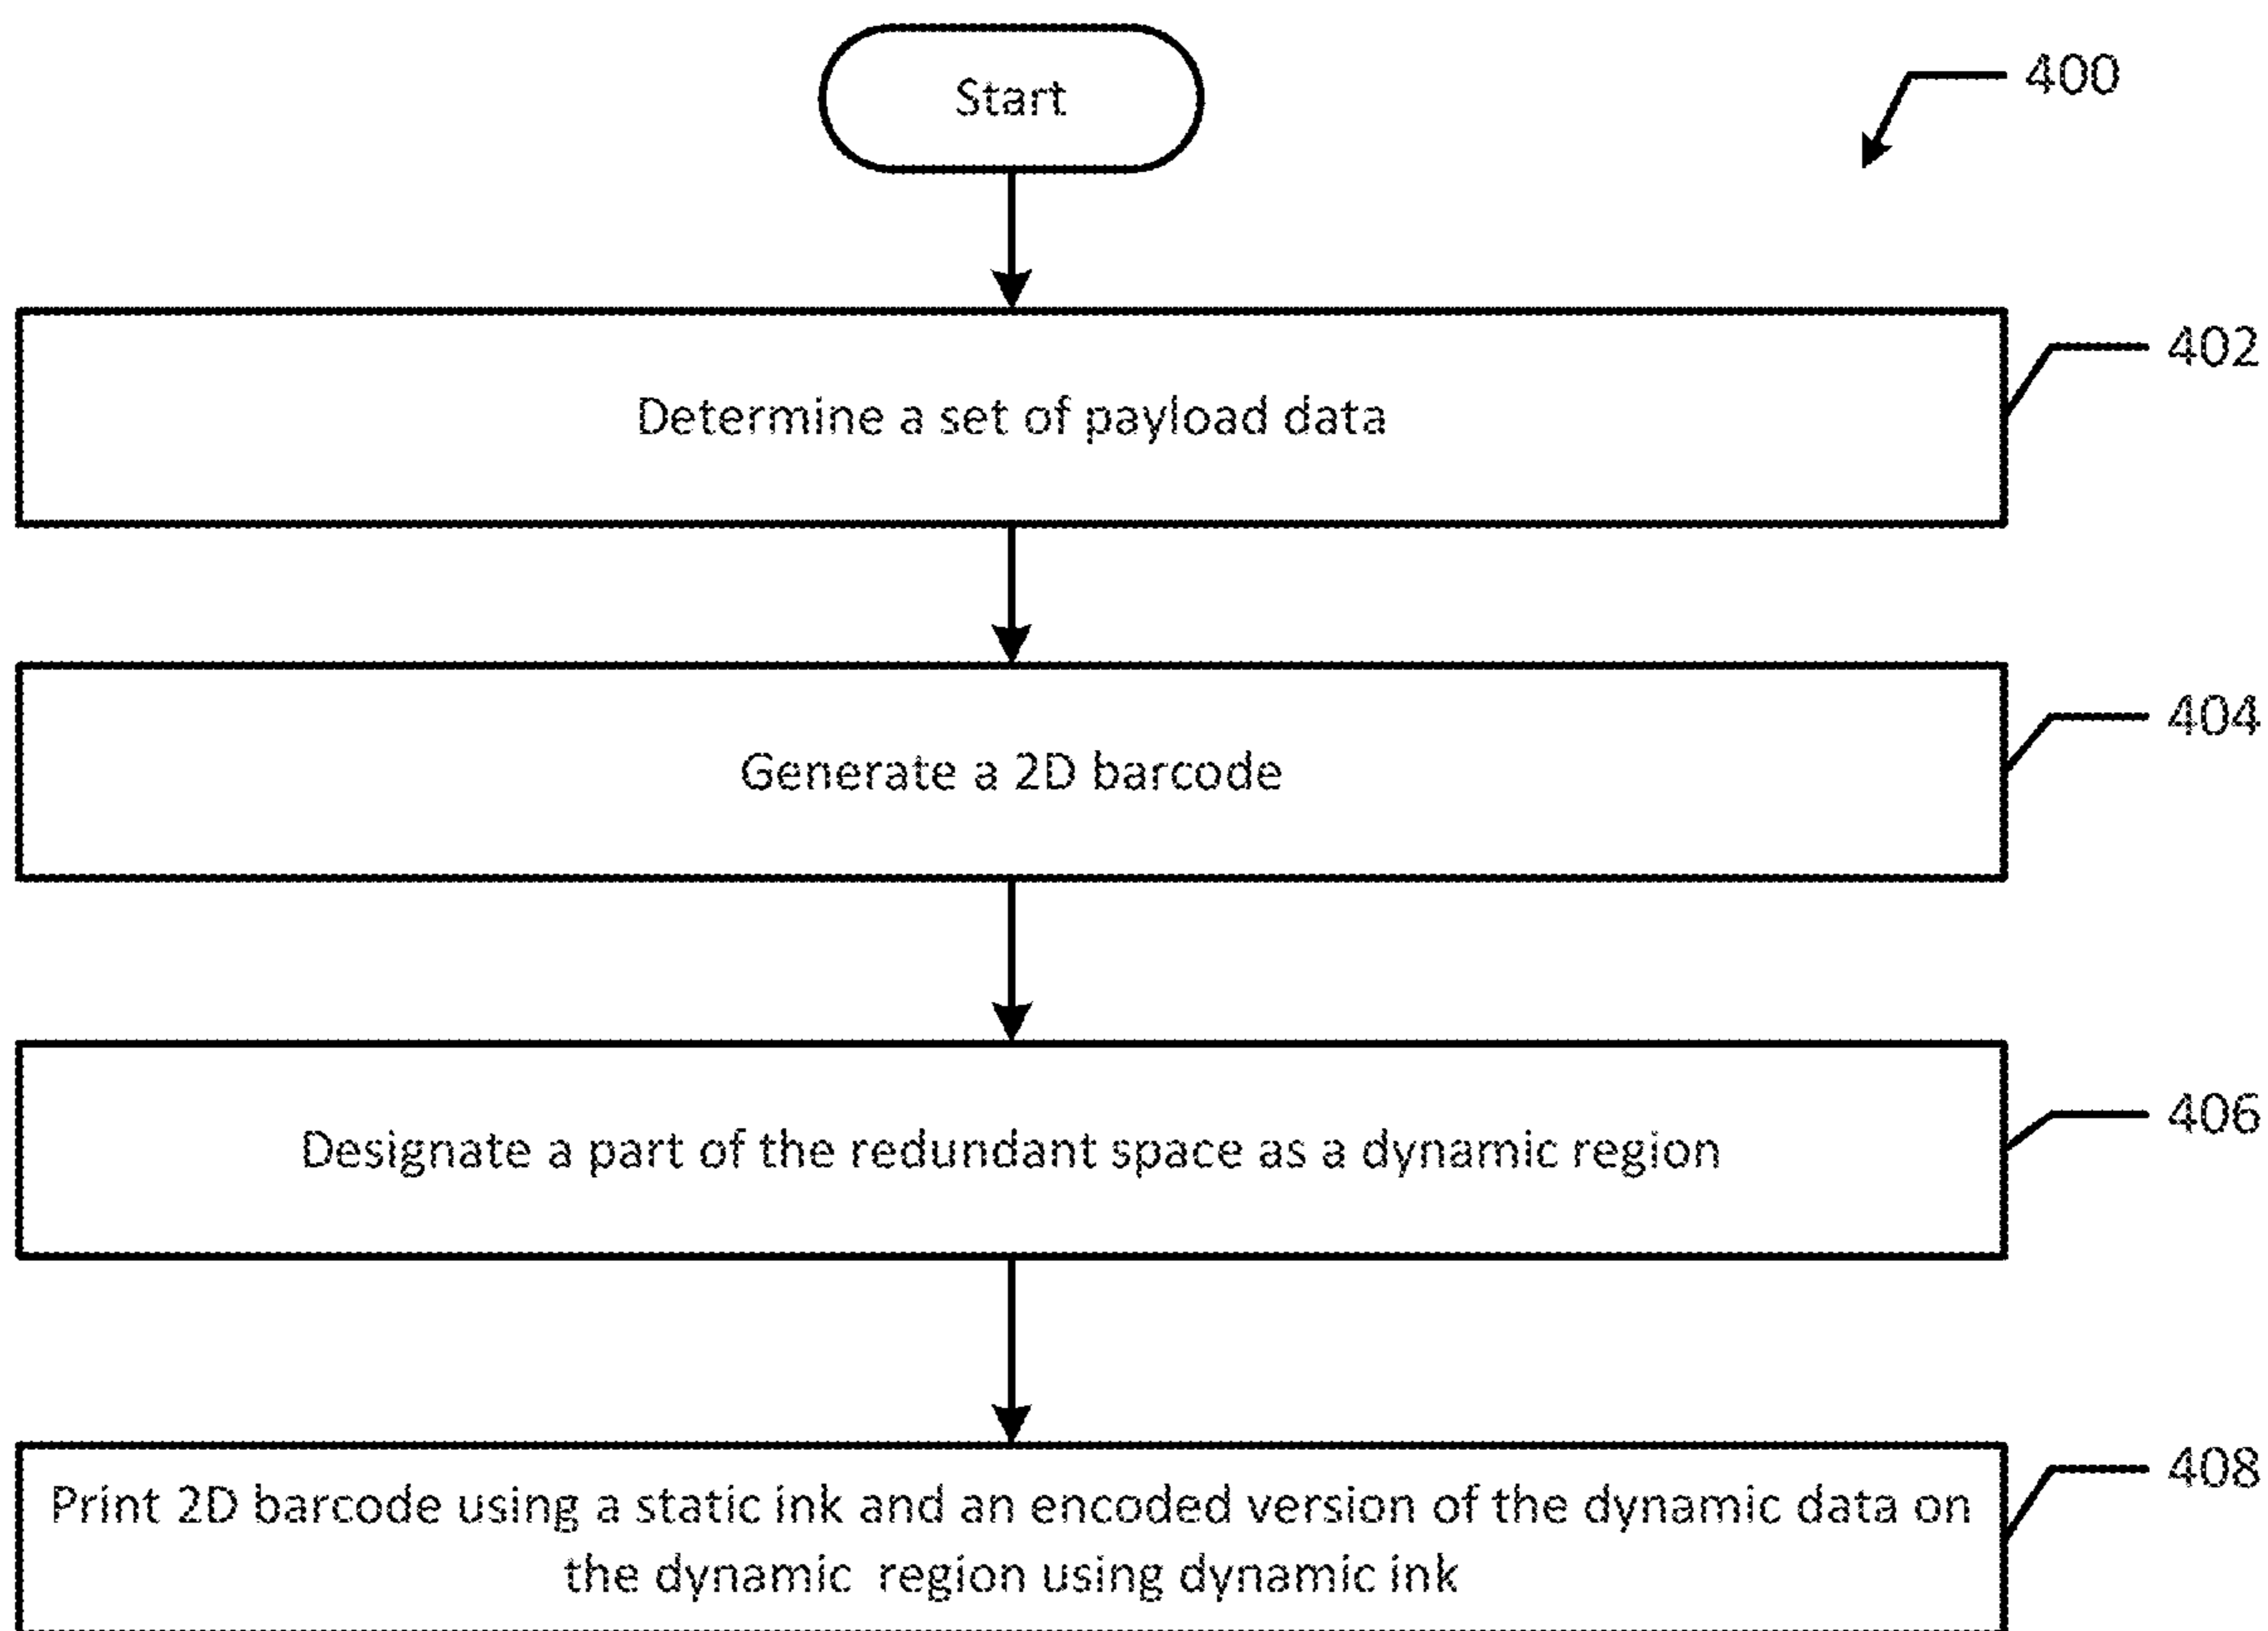 Start
400
Determine a set of payload data
402
Generate a 2D barcode
404
Designate a part of the redundant space as a dynamic region
406
Print 2D barcode using a static ink and an encoded version of the dynamic data on
the dynamic region using dynamic ink
408